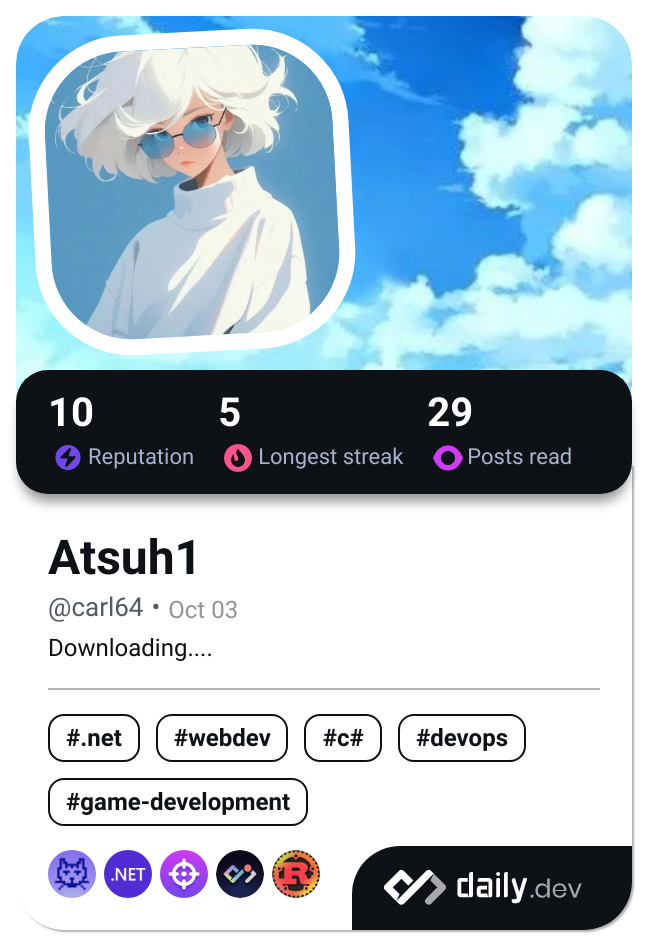 10 5 29
Reputation Longest streak Posts read
Atsuh1
@carl64 • Oct 03
Downloading....
#.net #webdev #c# #devops
#game-development
.NET R daily.dev